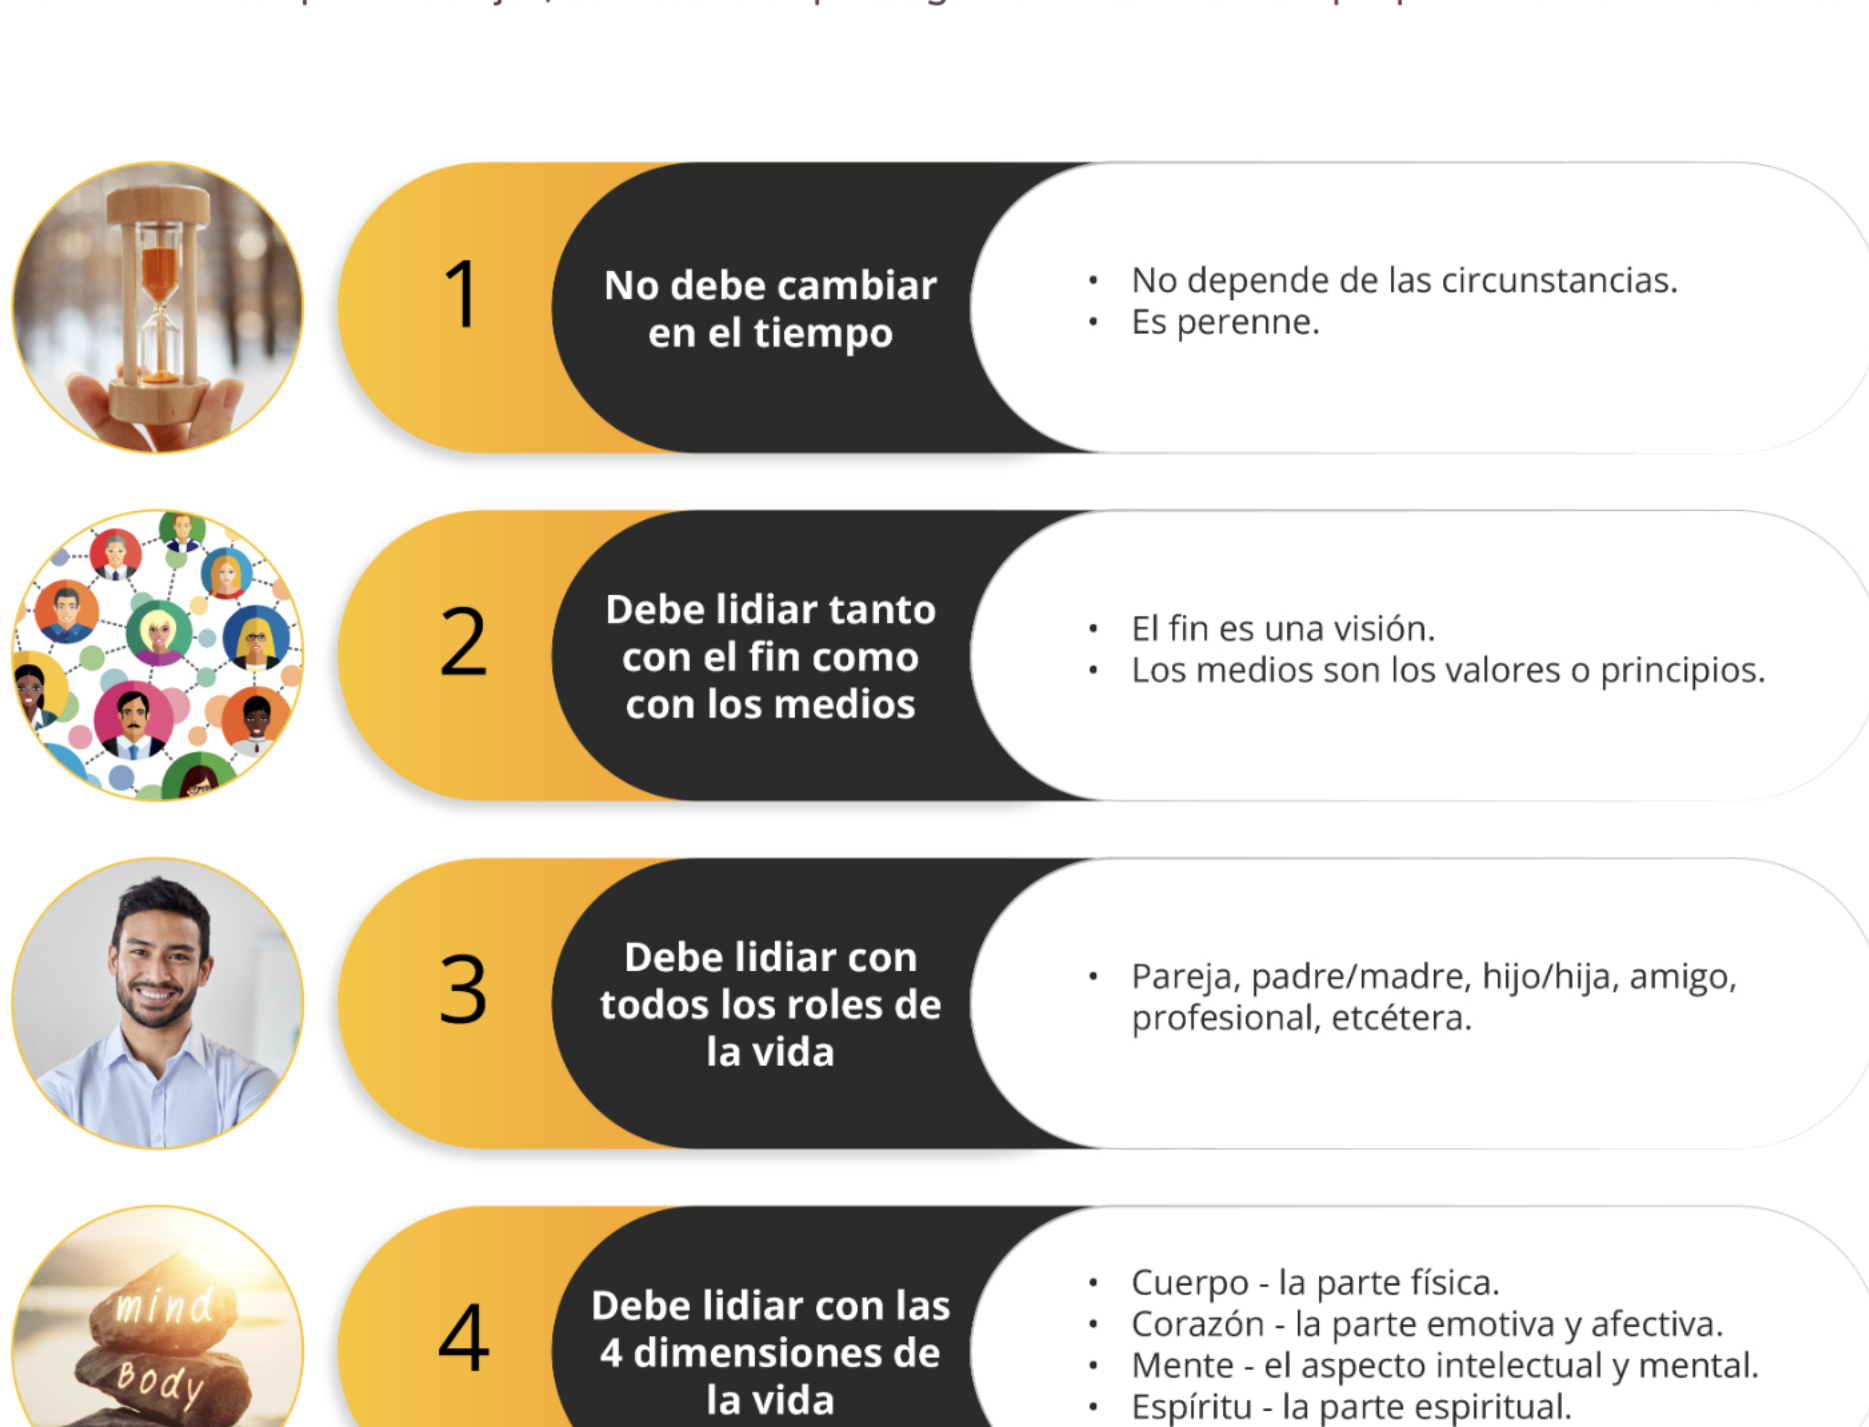 1
No debe cambiar
en el tiempo
• No depende de las circunstancias.
• Es perenne.
2
Debe lidiar tanto
con el fin como
con los medios
• El fin es una visión.
• Los medios son los valores o principios.
3
Debe lidiar con
todos los roles de
la vida
• Pareja, padre/madre, hijo/hija, amigo,
profesional, etcétera.
mind
BODY
4
Debe lidiar con las
4 dimensiones de
la vida
• Cuerpo - la parte física.
• Corazón - la parte emotiva y afectiva.
• Mente - el aspecto intelectual y mental.
• Espíritu - la parte espiritual.